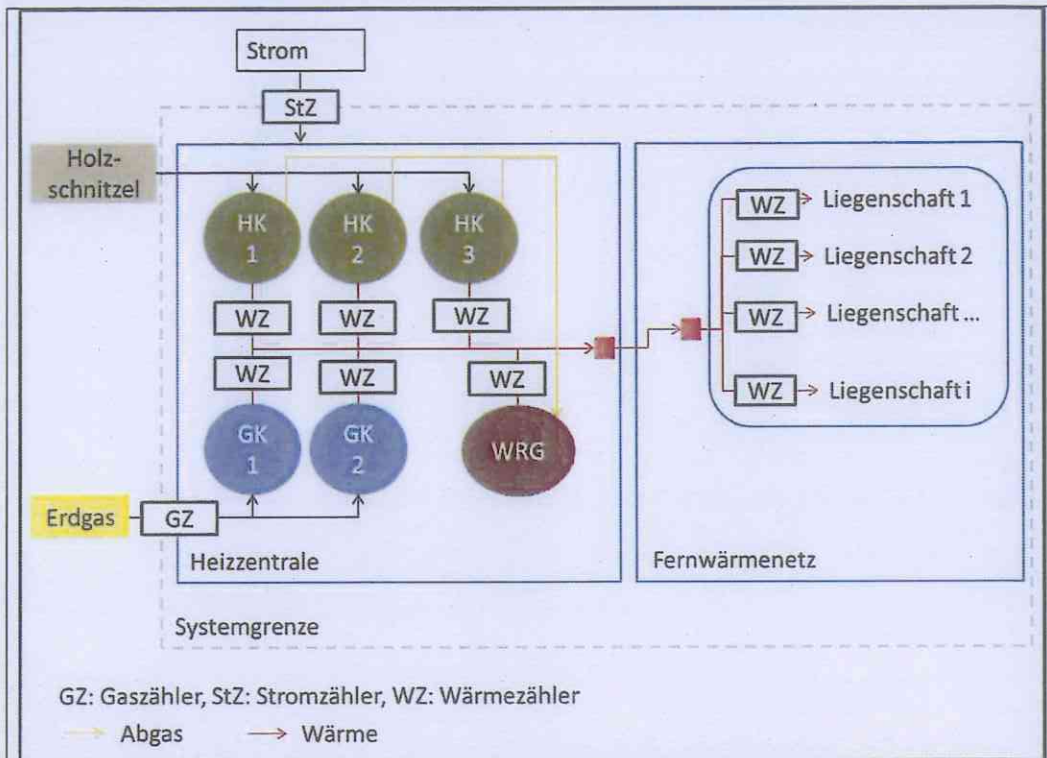 Strom
StZ
Holz-
schnitzel
HK
1
HK
2
HK
3
WZ
WZ
WZ
WZ
WZ
WZ
GK
1
GK
2
WRG
Erdgas
GZ
Heizzentrale
WZ Liegenschaft 1
WZ Liegenschaft 2
WZ Liegenschaft ...
WZ Liegenschaft i
Fernwärmenetz
Systemgrenze
GZ: Gaszähler, StZ: Stromzähler, WZ: Wärmezähler
Abgas Wärme